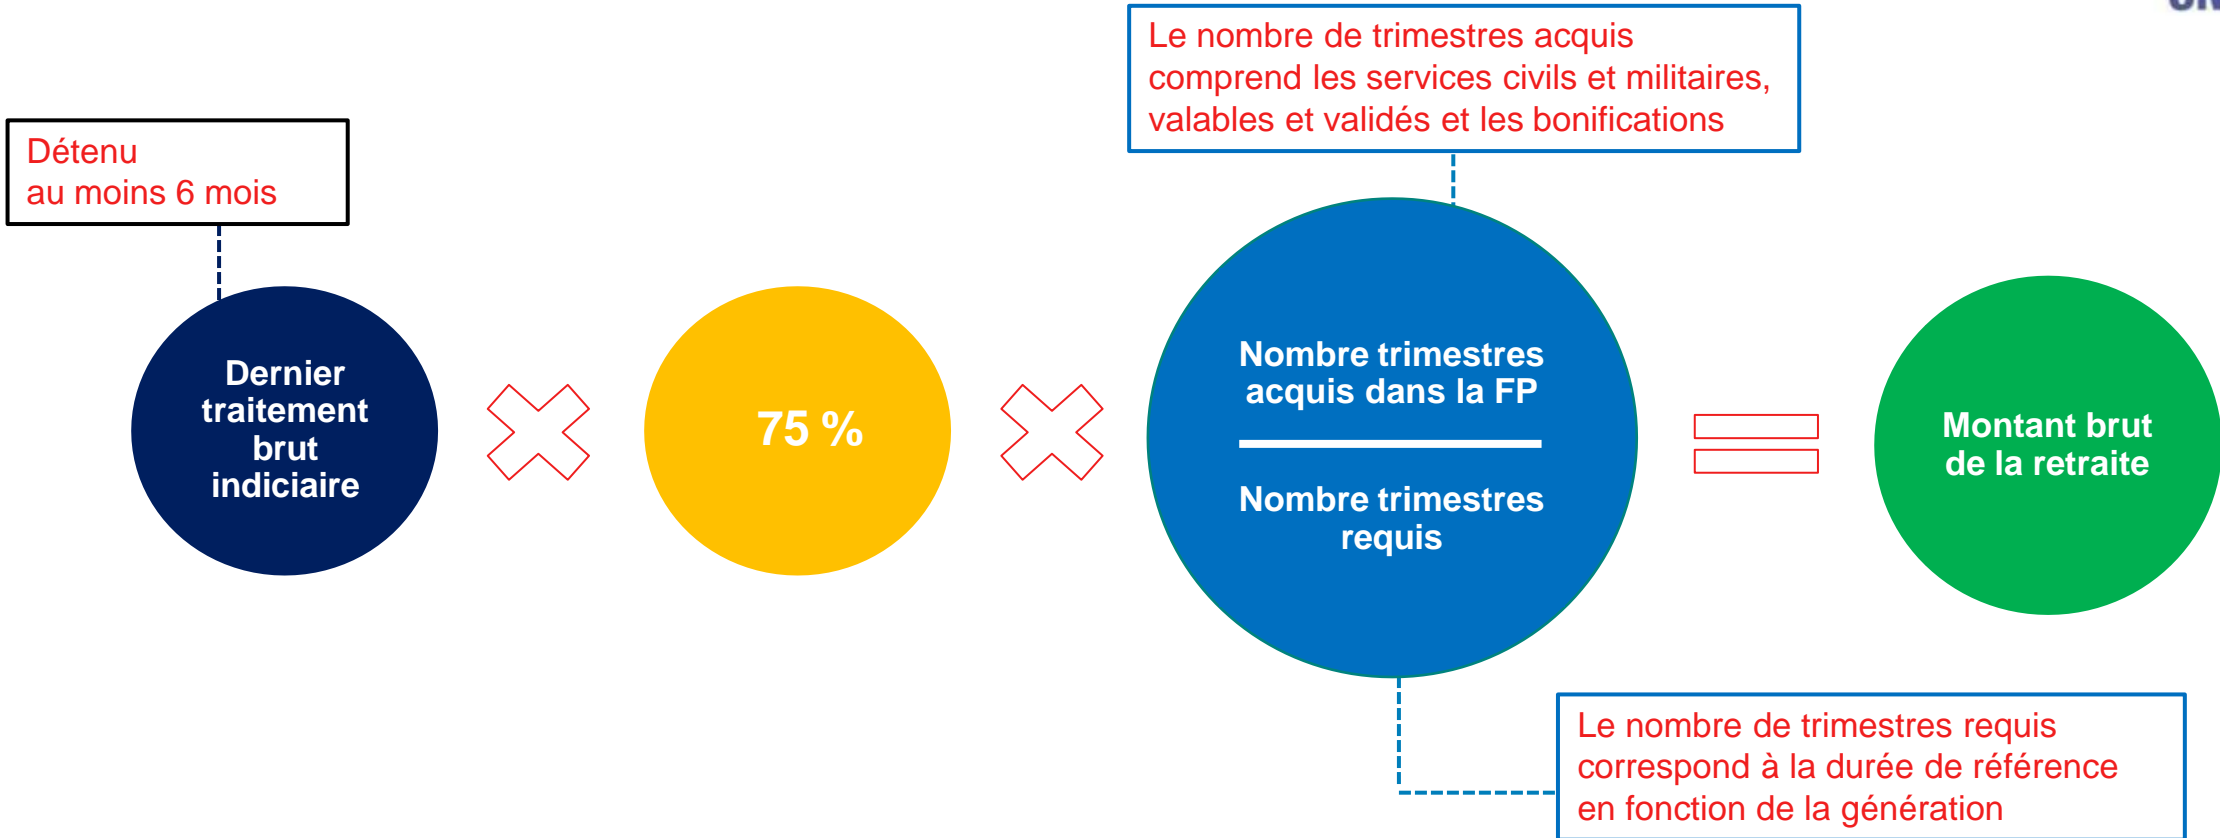 Le nombre de trimestres acquis
comprend les services civils et militaires,
valables et validés et les bonifications
Détenu
au moins 6 mois
Dernier
traitement
brut
indiciaire
75 %
Nombre trimestres
acquis dans la FP
Nombre trimestres
requis
Montant brut
de la retraite
Le nombre de trimestres requis
correspond à la durée de référence
en fonction de la génération